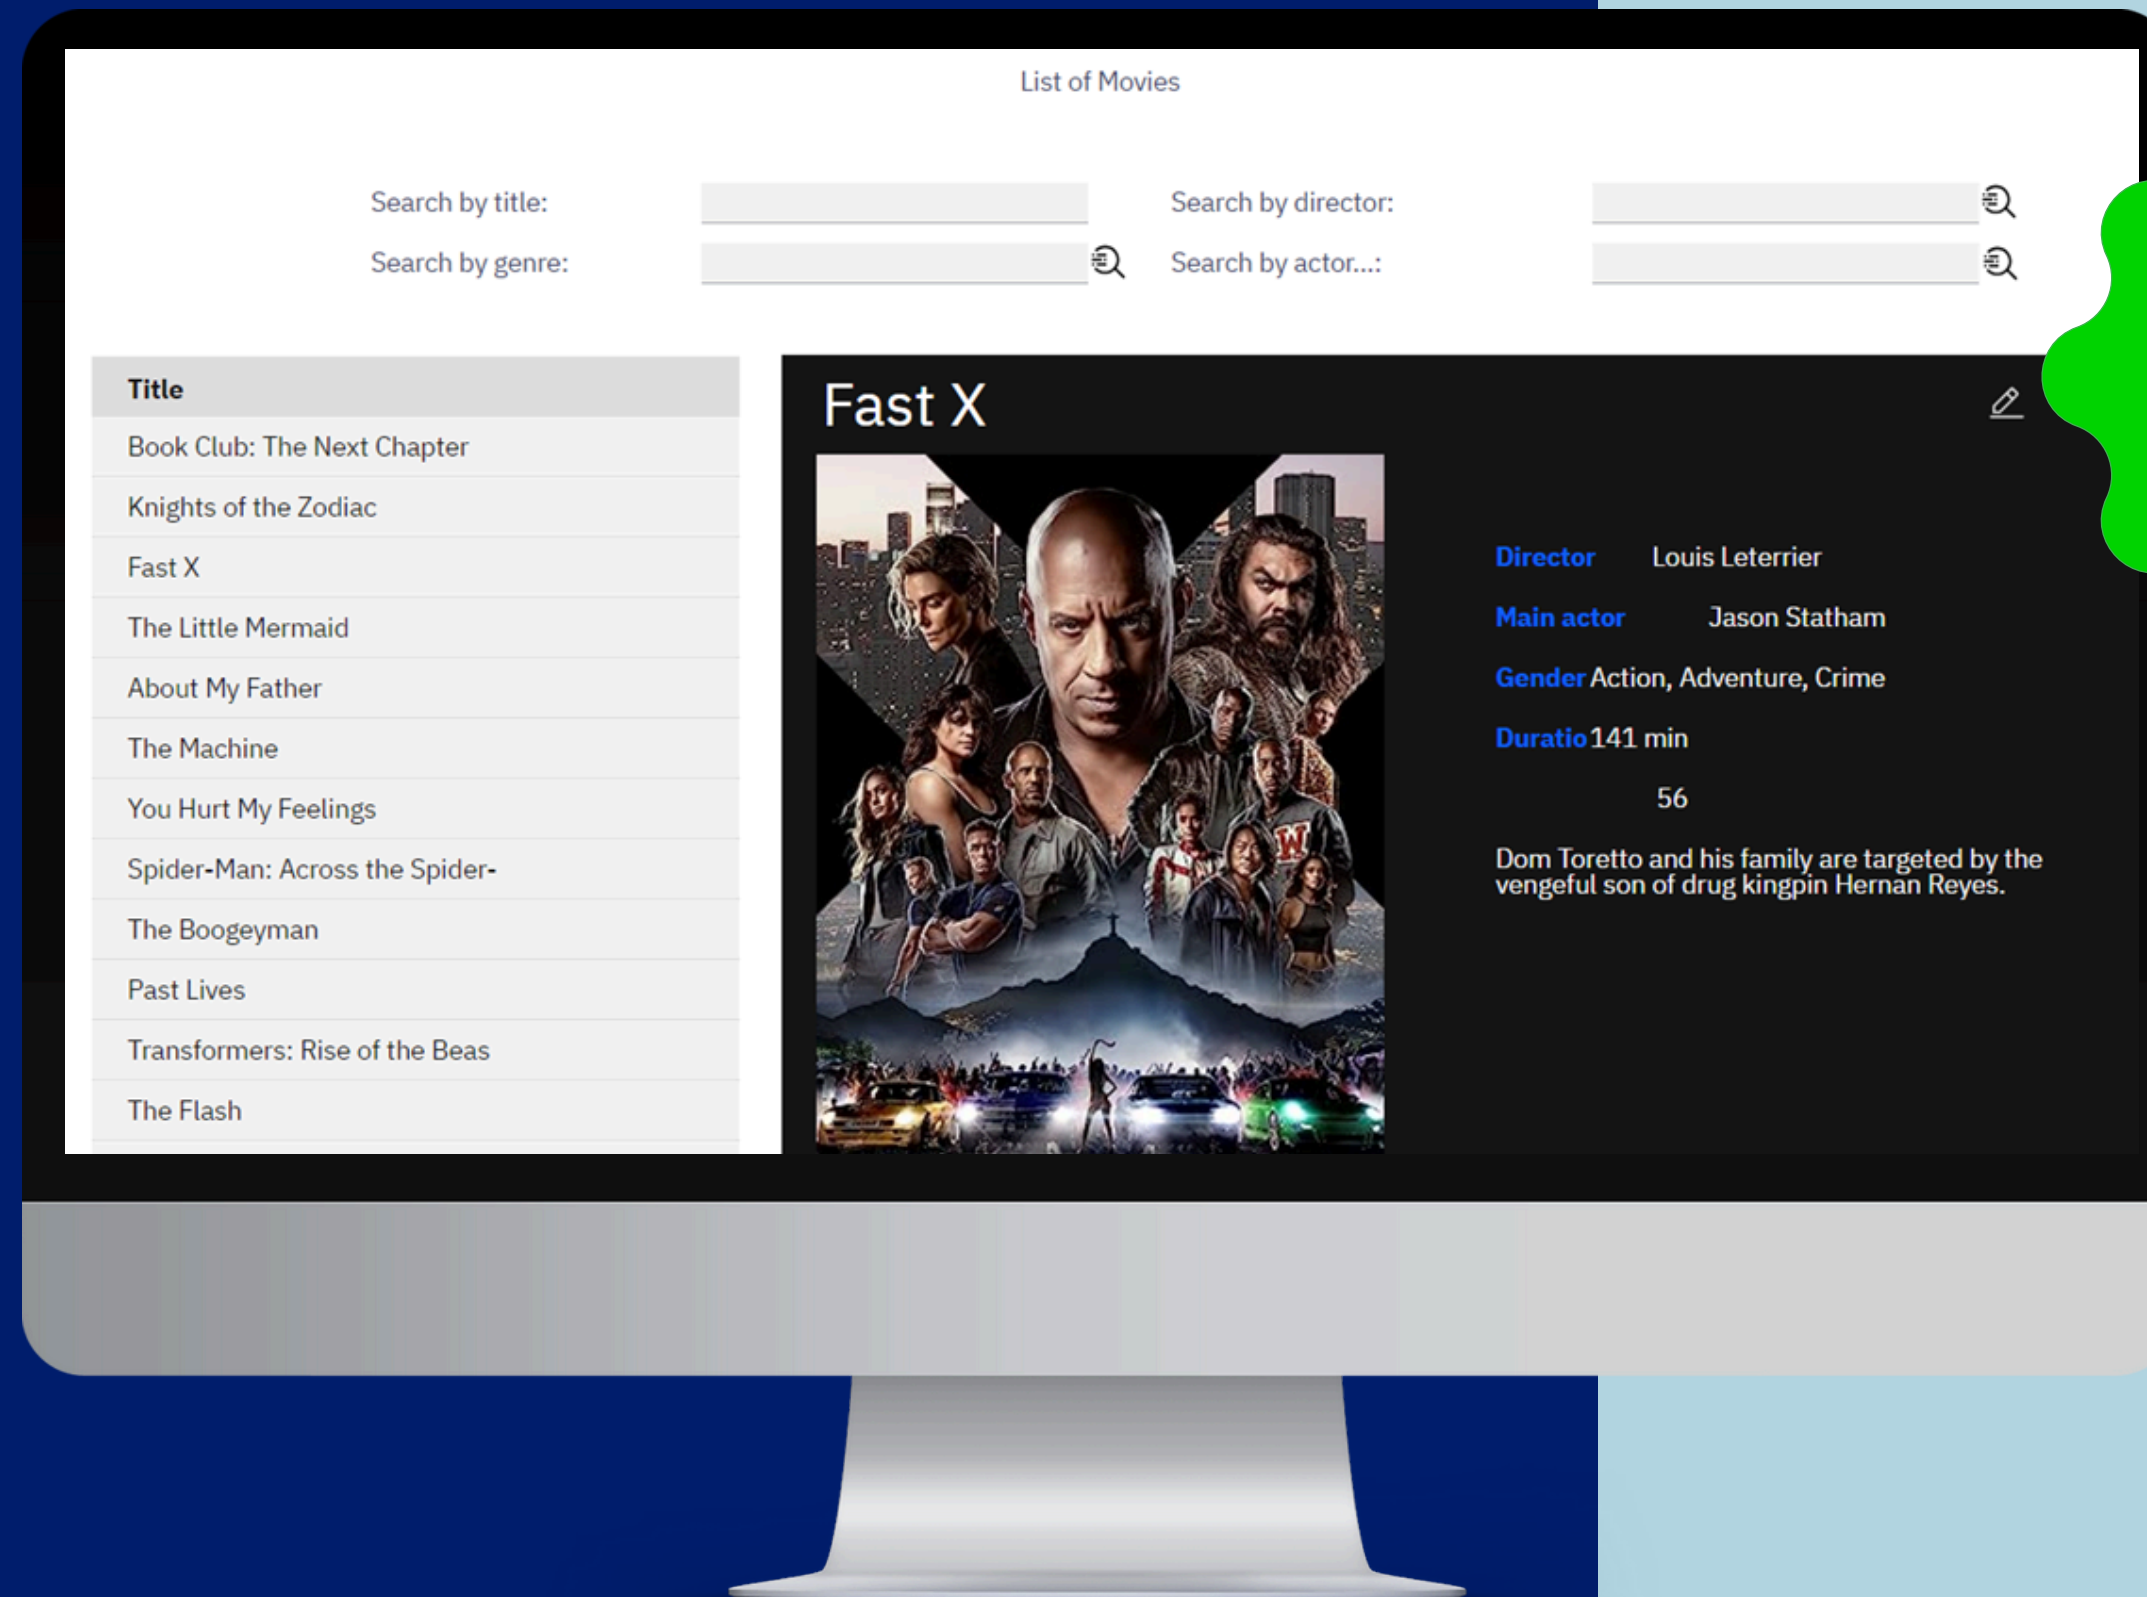 List of Movies
Search by title:
Search by director:
Search by genre:
Search by actor...:
Title
Book Club: The Next Chapter
Knights of the Zodiac
Fast X
The Little Mermaid
About My Father
The Machine
You Hurt My Feelings
Spider-Man: Across the Spider-
The Boogeyman
Past Lives
Transformers: Rise of the Beas
The Flash
Fast X
W
Director Louis Leterrier
Main actor Jason Statham
Gender Action, Adventure, Crime
Duratio 141 min
56
Dom Toretto and his family are targeted by the
vengeful son of drug kingpin Hernan Reyes.